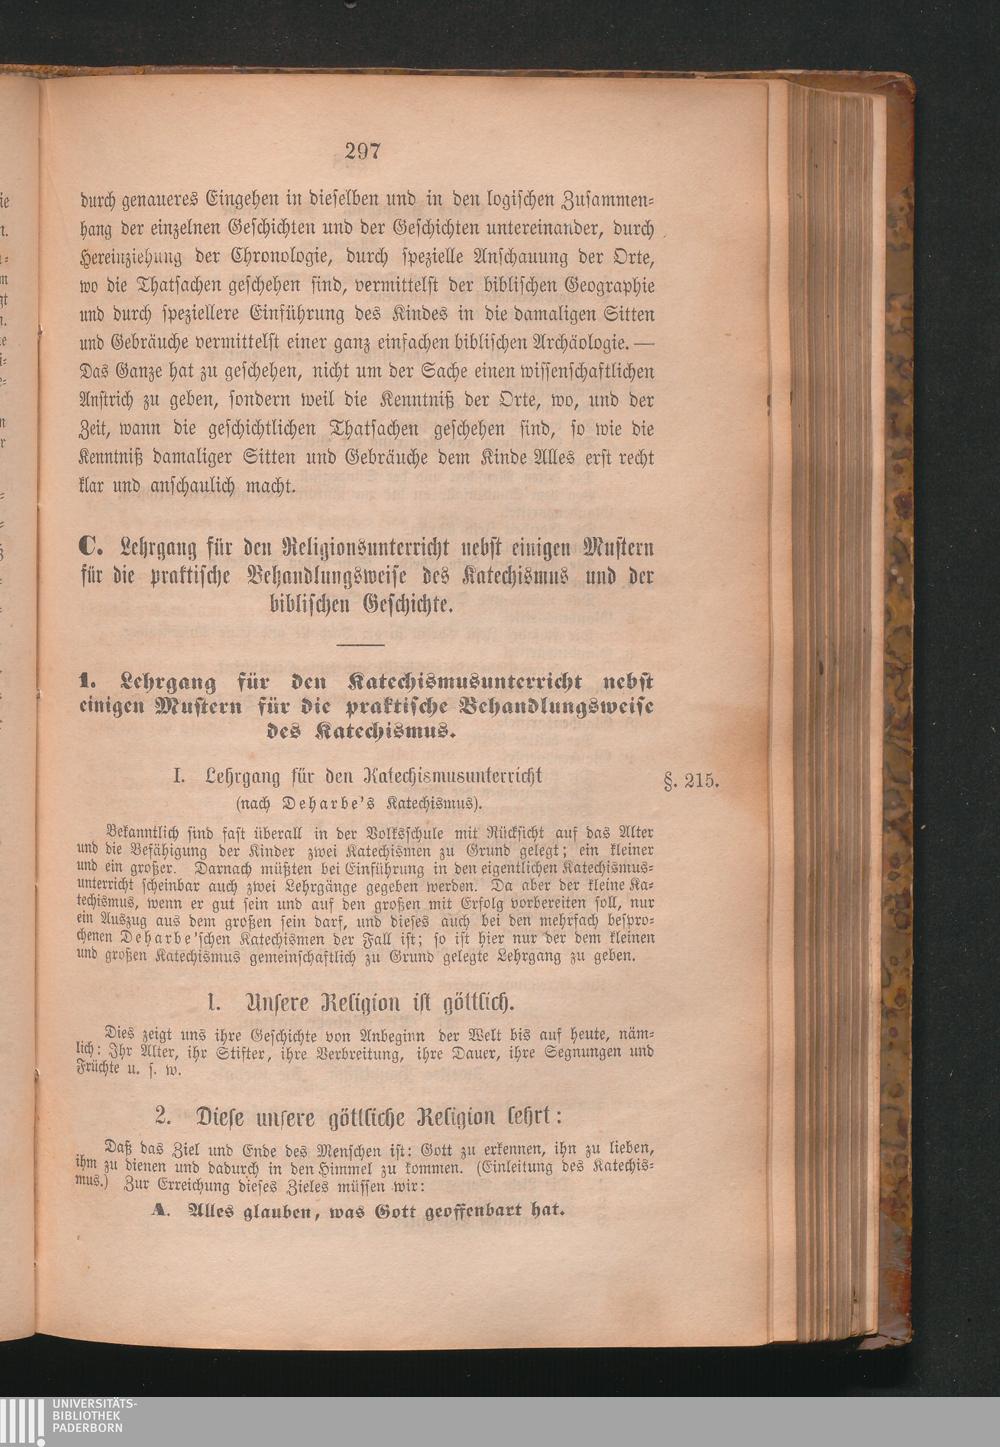 297
durch genaueres Eingehen in dieselben und in den logischen Zusammen-
hang der einzelnen Geschichten und der Geschichten untereinander, durch
Hereinziehung der Chronologie, durch spezielle Anschauung der Orte,
wo die Thatsachen geschehen sind, vermittelst der biblischen Geographie
und durch speziellere Einführung des Kindes in die damaligen Sitten
und Gebräuche vermittelst einer ganz einfachen biblischen Archäologie. —
Das Ganze hat zu geschehen, nicht um der Sache einen wissenschaftlichen
Anstrich zu geben, sondern weil die Kenntniß der Orte, wo, und der
Zeit, wann die geschichtlichen Thatsachen geschehen sind, so wie die
Kenntniß damaliger Sitten und Gebräuche dem Kinde Alles erst recht
klar und anschaulich macht.
C. Lehrgang für den Religionsunterricht nebst einigen Mustern
für die praktische Behandlungsweise des Katechismus und der
biblischen Geschichte.
1. Lehrgang für den Katechismusunterricht nebst
einigen Mustern für die praktische Behandlungsweise
des Katechismus.
I. Lehrgang für den Katechismusunterricht
§. 215.
(nach Deharbe's Katechismus).
Bekanntlich sind fast überall in der Volksschule mit Rücksicht auf das Alter
und die Befähigung der Kinder zwei Katechismen zu Grund gelegt; ein kleiner
und ein großer. Darnach müßten bei Einführung in den eigentlichen Katechismus-
unterricht scheinbar auch zwei Lehrgänge gegeben werden. Da aber der kleine Ka-
techismus, wenn er gut sein und auf den großen mit Erfolg vorbereiten soll, nur
ein Auszug aus dem großen sein darf, und dieses auch bei den mehrfach bespro-
chenen Deharbe'schen Katechismen der Fall ist; so ist hier nur der dem kleinen
und großen Katechismus gemeinschaftlich zu Grund gelegte Lehrgang zu geben.
1. Unsere Religion ist göttlich.
Dies zeigt uns ihre Geschichte von Anbeginn der Welt bis auf heute, näm-
lich: Ihr Alter, ihr Stifter, ihre Verbreitung, ihre Dauer, ihre Segnungen und
Früchte u. s. w.
2. Diese unsere göttliche Religion lehrt:
Daß das Ziel und Ende des Menschen ist: Gott zu erkennen, ihn zu lieben,
ihm zu dienen und dadurch in den Himmel zu kommen. (Einleitung des Katechis-
mus.) Zur Erreichung dieses Zieles müssen wir:
A. Alles glauben, was Gott geoffenbart hat.
UNIVERSITÄTS-
BIBLIOTHEK
PADERBORN